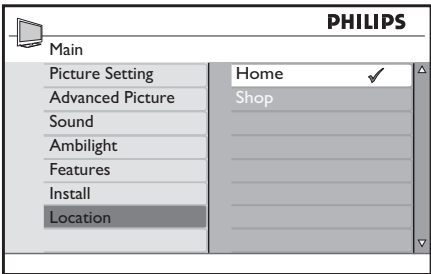 PHILIPS
Main
Picture Setting
Advanced Picture
Sound
Ambilight
Features
Install
Location
Home
Shop